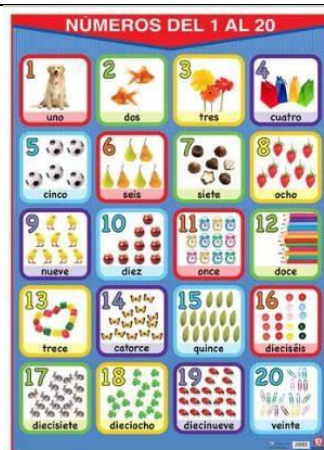 NÚMEROS DEL 1 AL 20
1 2 3 4
uno dos tres cuatro
5 6 7 8
cinco seis siete ocho
9 10 11 12
nueve diez once doce
13 14 15 16
trece catorce quince dieciséis
17 18 19 20
diecisiete dieciocho diecinueve veinte